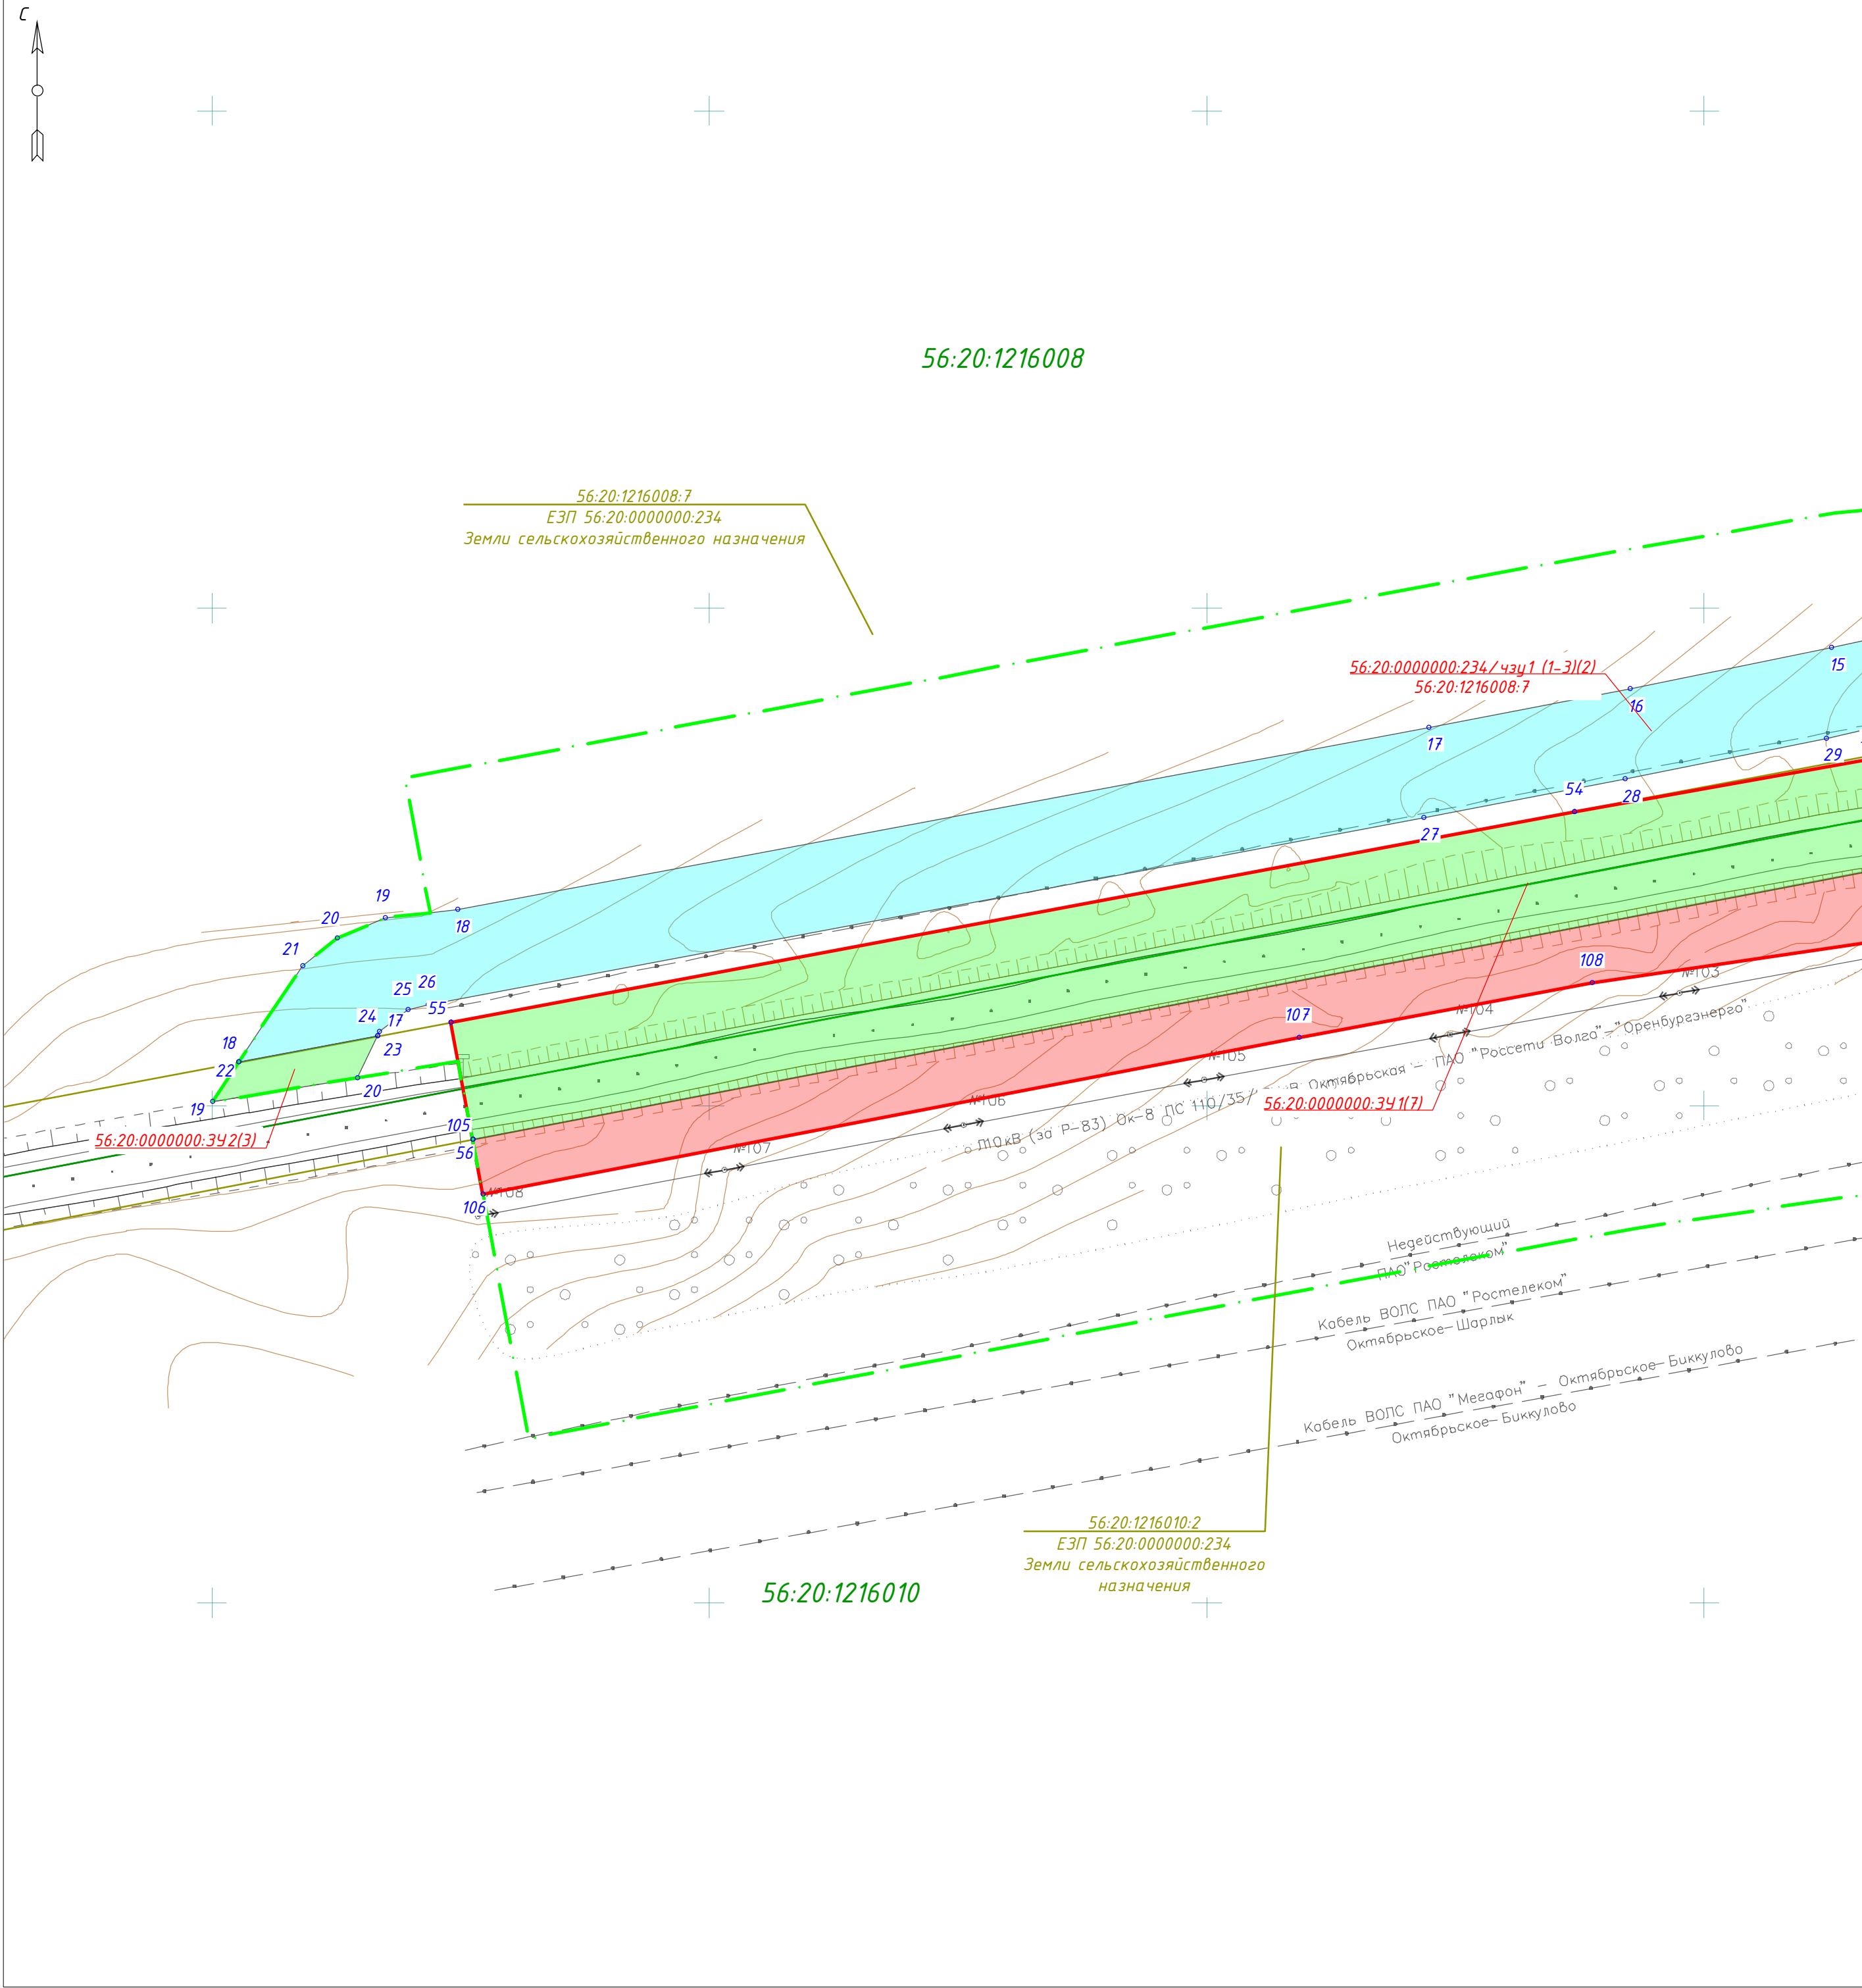 С
56:20:1216008
56:20:1216008:7
ЕЗП 56:20:0000000:234
Земли сельскохозяйственного назначения
56:20:0000000:234/чзу1 (1-3)(2)
56:20:1216008:7
15
16
17
29
54
28
27
19
20
18
21
26
25
55
24
17
23
18
22
20
19
105
56
106
107
108
№103
№104
№105
№106
№107
№108
56:20:0000000:ЗУ2(3)
56:20:0000000:ЗУ1(7)
Л10кВ (за Р-83) Ок-8 ПС 110/35/ В Октябрьская - ПАО "Россети Волга"-"Оренбургэнерго"
Недействующий
ПАО"Ростелеком"
Кабель ВОЛС ПАО "Ростелеком"
Октябрьское-Шарлык
Кабель ВОЛС ПАО "Мегафон" - Октябрьское-Биккулово
Октябрьское-Биккулово
56:20:1216010:2
ЕЗП 56:20:0000000:234
Земли сельскохозяйственного
назначения
56:20:1216010